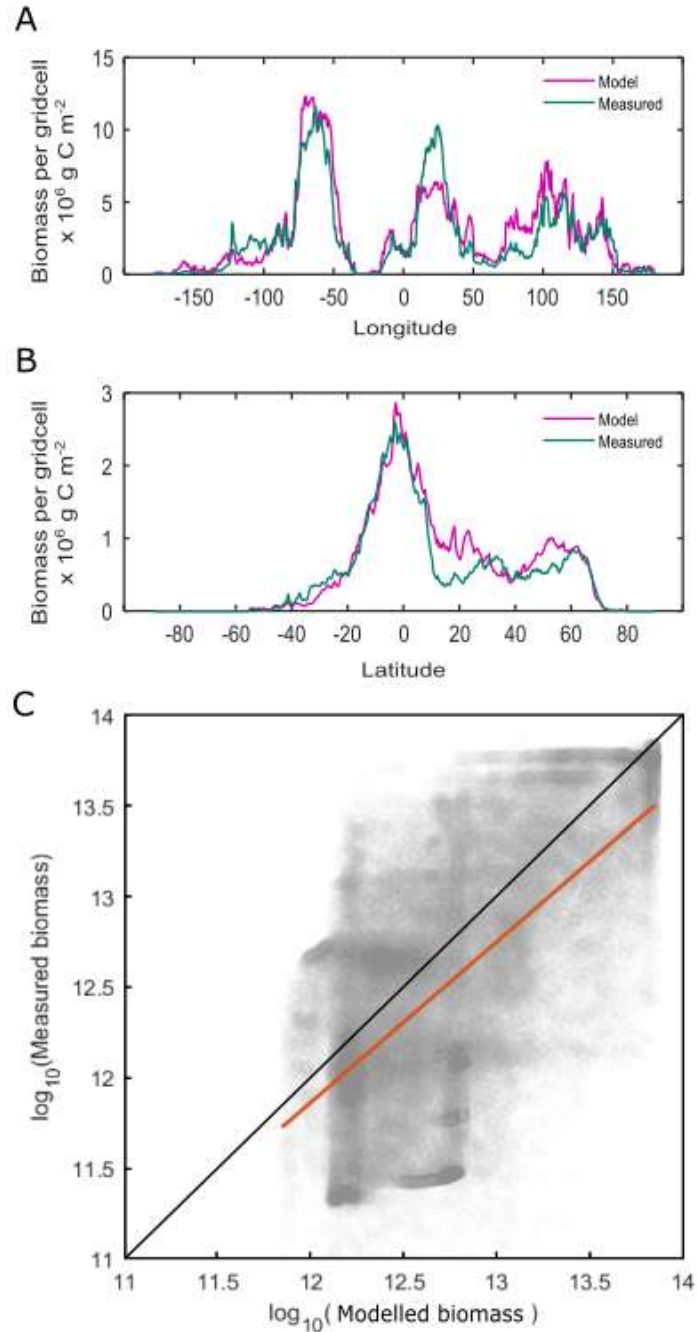 A
Biomass per gridcell
x 10⁶ g C m⁻²
15
10
5
0
Model
Measured
-150 -100 -50 0 50 100 150
Longitude
B
Biomass per gridcell
x 10⁶ g C m⁻²
3
2
1
0
Model
Measured
-80 -60 -40 -20 0 20 40 60 80
Latitude
C
log₁₀(Measured biomass)
14
13.5
13
12.5
12
11.5
11
11 11.5 12 12.5 13 13.5 14
log₁₀( Modelled biomass )